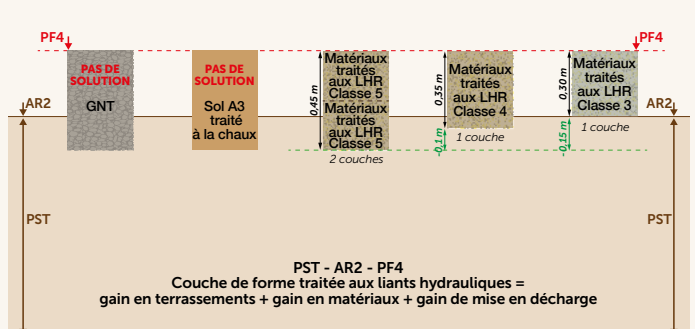 PF4
PF4
PAS DE
SOLUTION
GNT
PAS DE
SOLUTION
Sol A3
traité
à la chaux
0,45 m
Matériaux
traités
aux LHR
Classe 5
Matériaux
traités
aux LHR
Classe 5
2 couches
0,35 m
-0,1 m
Matériaux
traités
aux LHR
Classe 4
1 couche
0,30 m
-0,15 m
Matériaux
traités
aux LHR
Classe 3
1 couche
AR2
AR2
PST
PST
PST - AR2 - PF4
Couche de forme traitée aux liants hydrauliques =
gain en terrassements + gain en matériaux + gain de mise en décharge